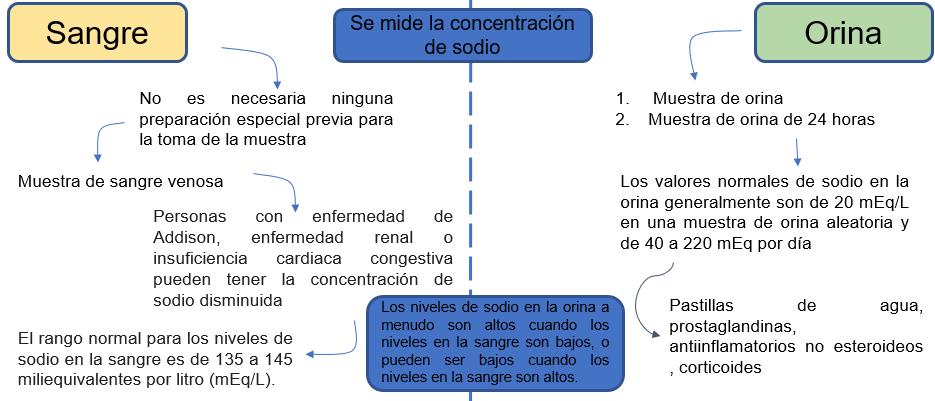 Sangre
Se mide la concentración
de sodio
Orina
No es necesaria ninguna
preparación especial previa para
la toma de la muestra
Muestra de sangre venosa
Personas con enfermedad de
Addison, enfermedad renal o
insuficiencia cardiaca congestiva
pueden tener la concentración de
sodio disminuida
El rango normal para los niveles de
sodio en la sangre es de 135 a 145
miliequivalentes por litro (mEq/L).
Los niveles de sodio en la orina a
menudo son altos cuando los
niveles en la sangre son bajos, o
pueden ser bajos cuando los
niveles en la sangre son altos.
1. Muestra de orina
2. Muestra de orina de 24 horas
Los valores normales de sodio en la
orina generalmente son de 20 mEq/L
en una muestra de orina aleatoria y
de 40 a 220 mEq por día
Pastillas de agua,
prostaglandinas,
antiinflamatorios no esteroideos
, corticoides